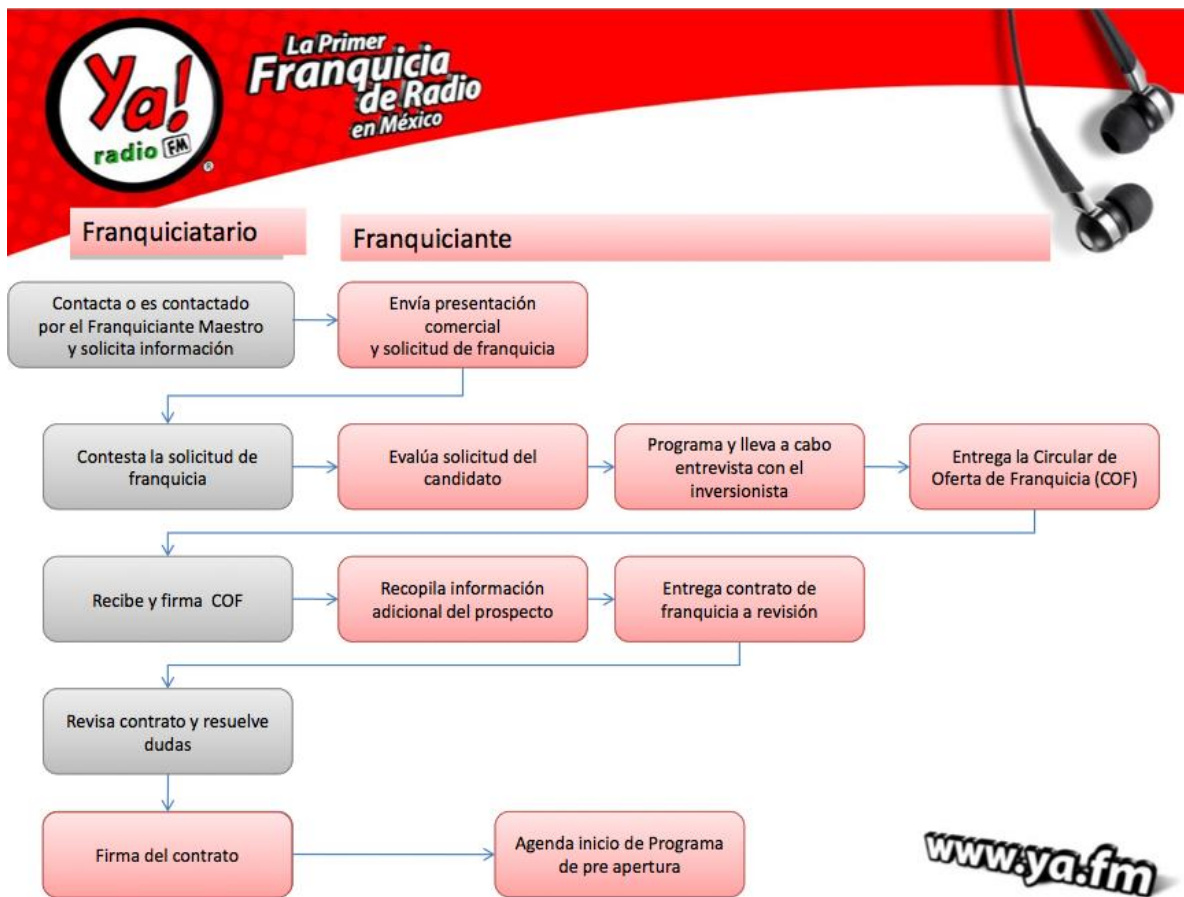 Ya!
radio FM
®
La Primer
Franquicia
de Radio
en México
Franquiciatario
Franquiciante
Contacta o es contactado
por el Franquiciante Maestro
y solicita información
Envía presentación
comercial
y solicitud de franquicia
Contesta la solicitud de
franquicia
Evalúa solicitud del
candidato
Programa y lleva a cabo
entrevista con el
inversionista
Entrega la Circular de
Oferta de Franquicia (COF)
Recibe y firma COF
Recopila información
adicional del prospecto
Entrega contrato de
franquicia a revisión
Revisa contrato y resuelve
dudas
Firma del contrato
Agenda inicio de Programa
de pre apertura
www.ya.fm